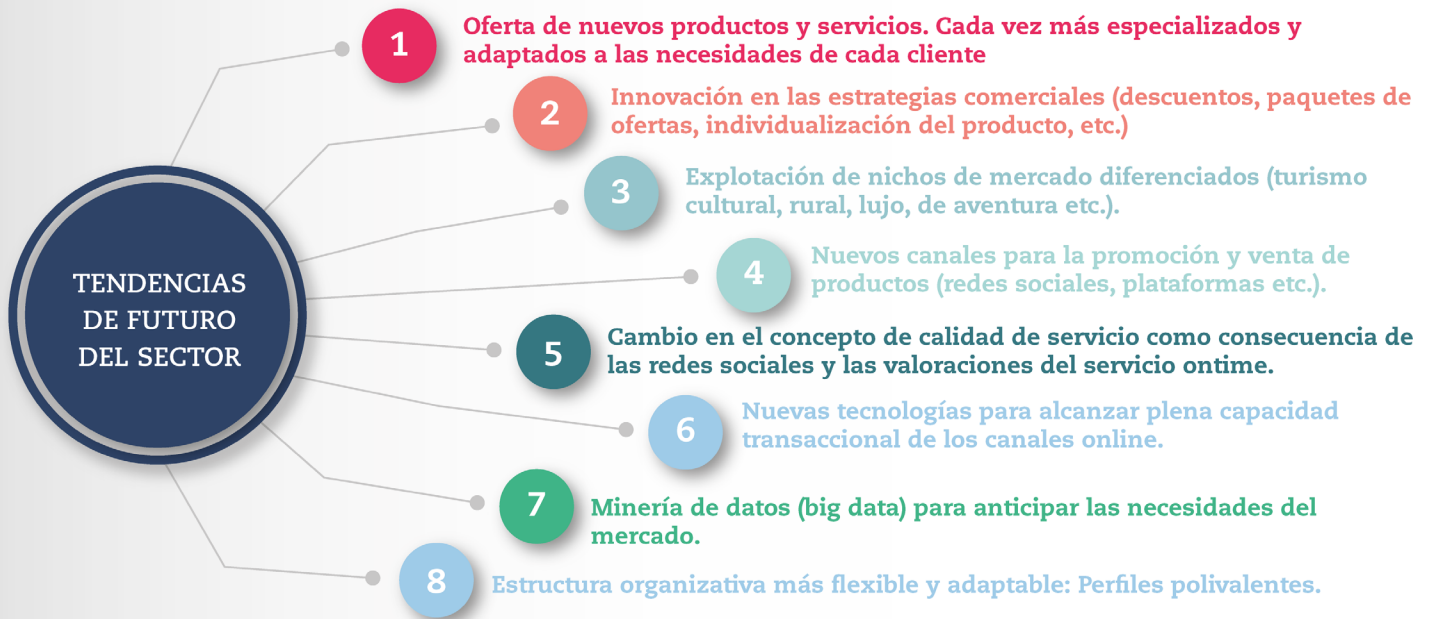 TENDENCIAS
DE FUTURO
DEL SECTOR
1
Oferta de nuevos productos y servicios. Cada vez más especializados y
adaptados a las necesidades de cada cliente
2
Innovación en las estrategias comerciales (descuentos, paquetes de
ofertas, individualización del producto, etc.)
3
Explotación de nichos de mercado diferenciados (turismo
cultural, rural, lujo, de aventura etc.).
4
Nuevos canales para la promoción y venta de
productos (redes sociales, plataformas etc.).
5
Cambio en el concepto de calidad de servicio como consecuencia de
las redes sociales y las valoraciones del servicio ontime.
6
Nuevas tecnologías para alcanzar plena capacidad
transaccional de los canales online.
7
Minería de datos (big data) para anticipar las necesidades del
mercado.
8
Estructura organizativa más flexible y adaptable: Perfiles polivalentes.